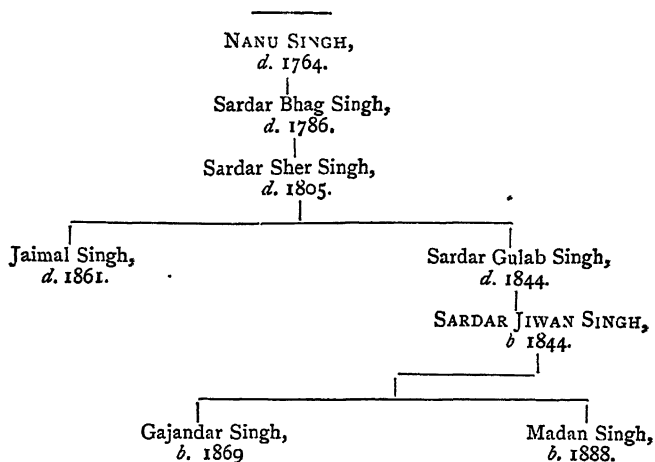 NANU SINGH,
d. 1764.
Sardar Bhag Singh,
d. 1786.
Sardar Sher Singh,
d. 1805.
Jaimal Singh,
d. 1861.
Sardar Gulab Singh,
d. 1844.
SARDAR JIWAN SINGH,
b 1844.
Gajandar Singh,
b. 1869
Madan Singh,
b. 1888.